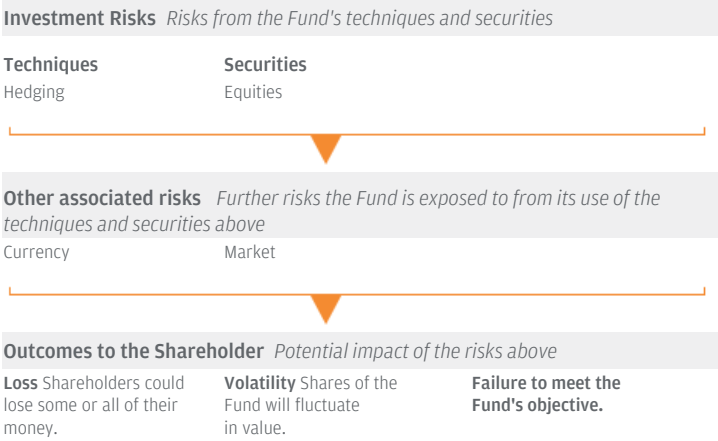 Investment Risks Risks from the Fund's techniques and securities
Techniques
Hedging
Securities
Equities
Other associated risks Further risks the Fund is exposed to from its use of the
techniques and securities above
Currency
Market
Outcomes to the Shareholder Potential impact of the risks above
Loss Shareholders could
lose some or all of their
money.
Volatility Shares of the
Fund will fluctuate
in value.
Failure to meet the
Fund's objective.